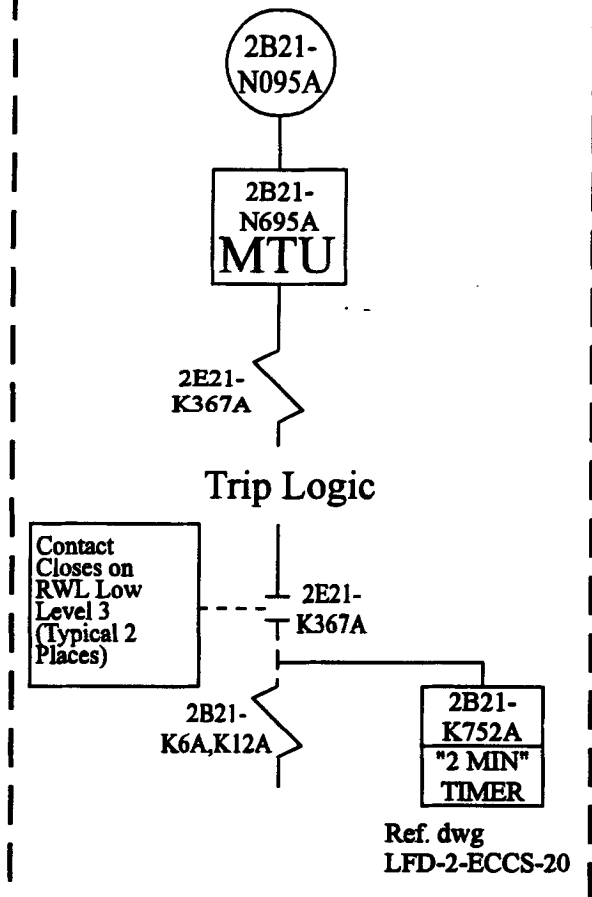 2B21-
N095A
2B21-
N695A
MTU
2E21-
K367A
Trip Logic
Contact
Closes on
RWL Low
Level 3
(Typical 2
Places)
2E21-
K367A
2B21-
K6A,K12A
2B21-
K752A
"2 MIN"
TIMER
Ref. dwg
LFD-2-ECCS-20